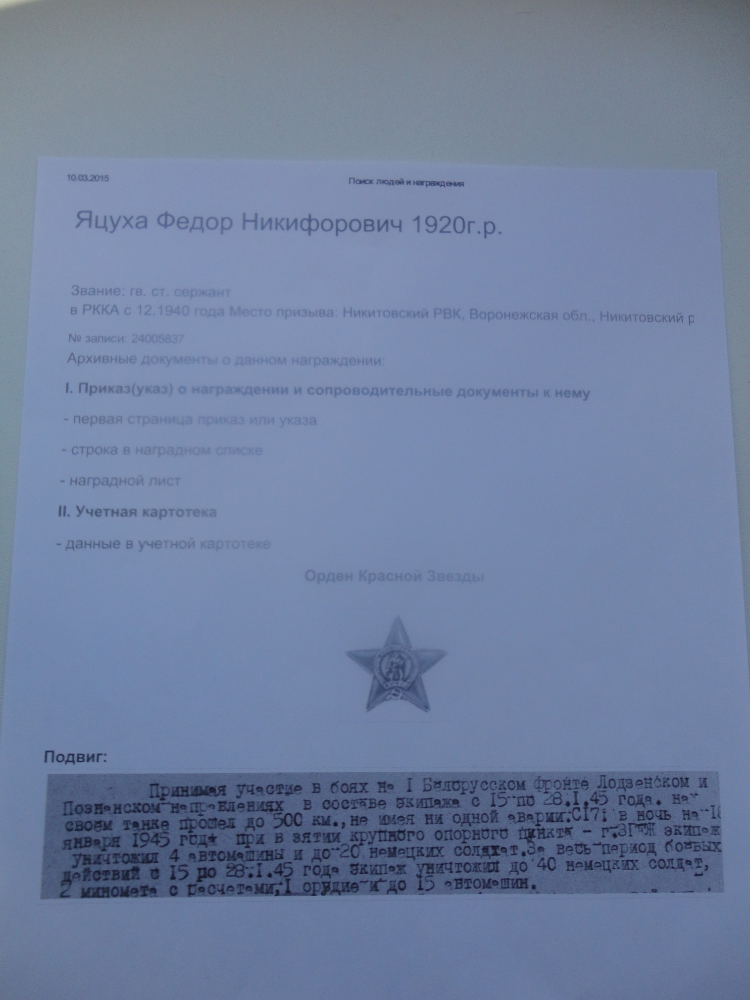 10.03.2015
Поиск людей и награждения
Яцуха Федор Никифорович 1920г.р.
Звание: гв. ст. сержант
в РККА с 12.1940 года Место призыва: Никитовский РВК, Воронежская обл., Никитовский р
№ записи: 24005837
Архивные документы о данном награждении:
I. Приказ(указ) о награждении и сопроводительные документы к нему
- первая страница приказ или указа
- строка в наградном списке
- наградной лист
II. Учетная картотека
- данные в учетной картотеке
Орден Красной Звезды
Подвиг:
Принимая участие в боях на I Белорусском фронте Лодзенском и
Познанском направлениях в составе экипажа с 15 по 28.I.45 года. на
своем танке прошел до 500 км., не имея ни одной аварии. С 17 в ночь на 18
января 1945 года при в зятии крупного опорного пункта - г. ЗГЕЖ экипаж
уничтожил 4 автомашины и до 20 немецких солдат. За весь период боевых
действий с 15 по 28.I.45 года экипаж уничтожил до 40 немецких солдат,
2 миномета с расчетами, I орудие и до 15 автомашин.